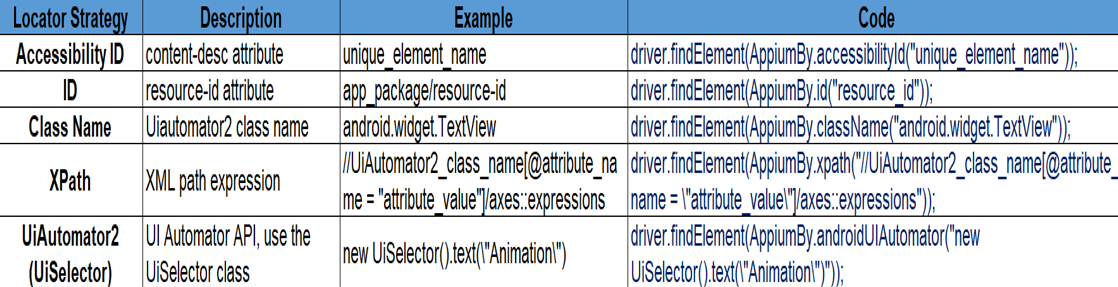 Locator Strategy Description Example Code
Accessibility ID content-desc attribute unique_element_name driver.findElement(AppiumBy.accessibilityId("unique_element_name"));
ID resource-id attribute app_package/resource-id driver.findElement(AppiumBy.id("resource_id"));
Class Name Uiautomator2 class name android.widget.TextView driver.findElement(AppiumBy.className("android.widget.TextView"));
XPath XML path expression //UiAutomator2_class_name[@attribute_na
me = "attribute_value"]/axes::expressions
driver.findElement(AppiumBy.xpath("//UiAutomator2_class_name[@attribute_
name = \"attribute_value\"]/axes::expressions"));
UiAutomator2
(UiSelector)
UI Automator API, use the
UiSelector class
new UiSelector().text(\"Animation\")
driver.findElement(AppiumBy.androidUIAutomator("new
UiSelector().text(\"Animation\")"));